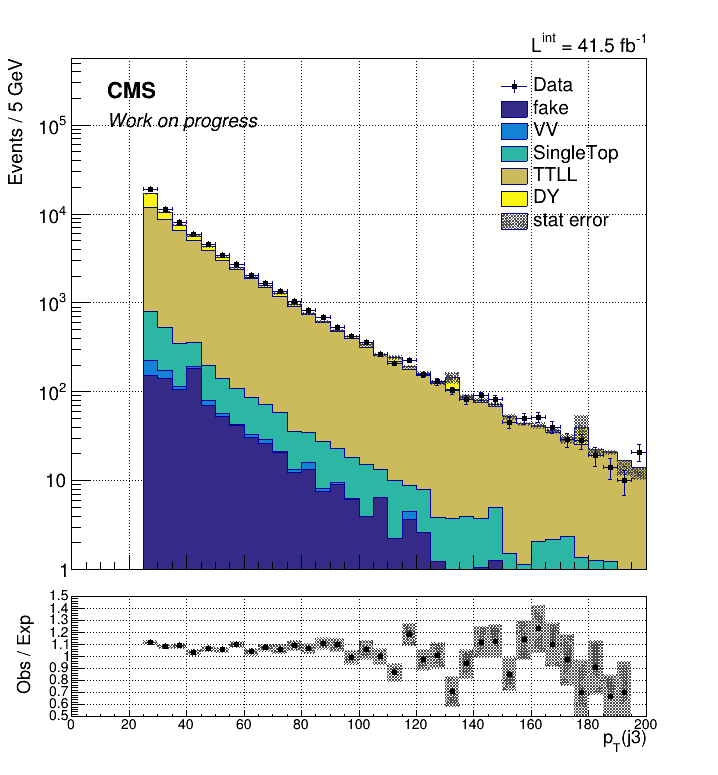 L^int = 41.5 fb^-1
Events / 5 GeV
CMS
Work on progress
Data
fake
VV
SingleTop
TTLL
DY
stat error
10^5
10^4
10^3
10^2
10
1
Obs / Exp
1.5
1.4
1.3
1.2
1.1
1
0.9
0.8
0.7
0.6
0.5
0 20 40 60 80 100 120 140 160 180 200
p_T(j3)